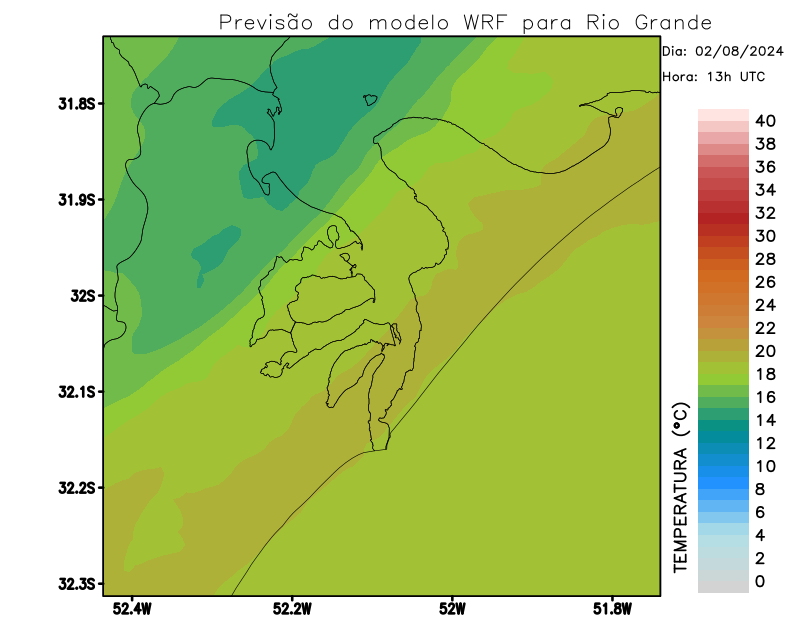 Previsão do modelo WRF para Rio Grande
Dia: 02/08/2024
Hora: 13h UTC
31.8S
31.9S
32S
32.1S
32.2S
32.3S
52.4W
52.2W
52W
51.8W
TEMPERATURA (°C)
40
38
36
34
32
30
28
26
24
22
20
18
16
14
12
10
8
6
4
2
0